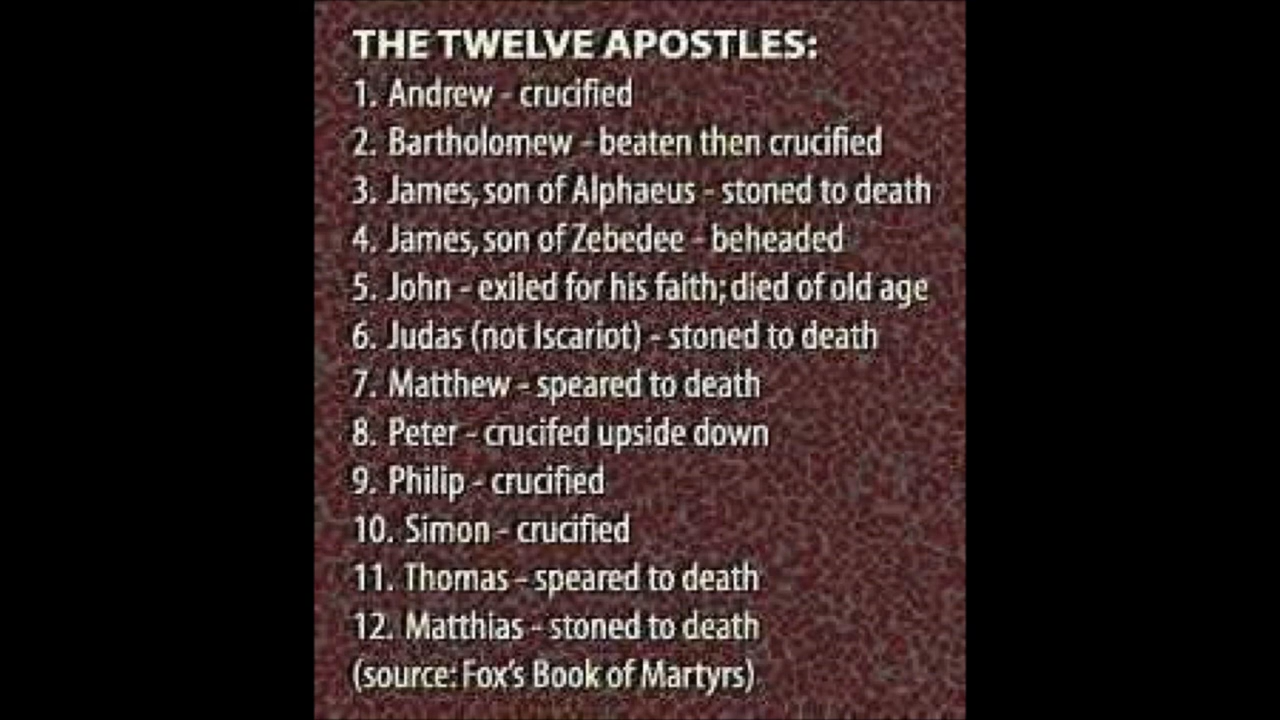 THE TWELVE APOSTLES:
1. Andrew - crucified
2. Bartholomew - beaten then crucified
3. James, son of Alphaeus - stoned to death
4. James, son of Zebedee - beheaded
5. John - exiled for his faith; died of old age
6. Judas (not Iscariot) - stoned to death
7. Matthew - speared to death
8. Peter - crucifed upside down
9. Philip - crucified
10. Simon - crucified
11. Thomas - speared to death
12. Matthias - stoned to death
(source: Fox's Book of Martyrs)